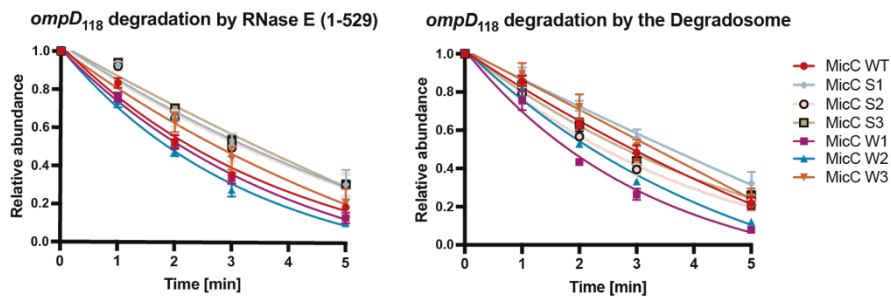 ompD118 degradation by RNase E (1-529)
Relative abundance
1.0
0.8
0.6
0.4
0.2
0.0
0 1 2 3 4 5
Time [min]
ompD118 degradation by the Degradosome
Relative abundance
1.0
0.8
0.6
0.4
0.2
0.0
0 1 2 3 4 5
Time [min]
MicC WT
MicC S1
MicC S2
MicC S3
MicC W1
MicC W2
MicC W3